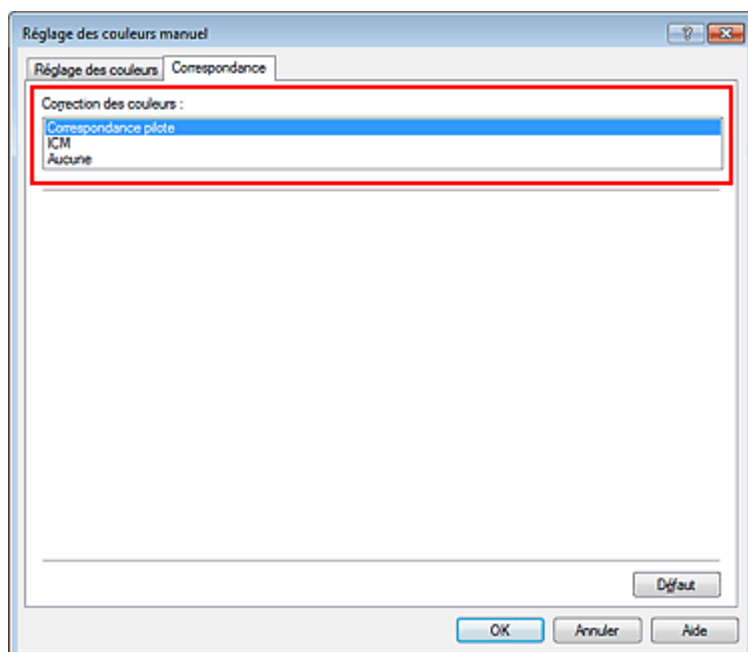 Réglage des couleurs manuel
Réglage des couleurs Correspondance
Correction des couleurs :
Correspondance pilote
ICM
Aucune
Défaut
OK Annuler Aide